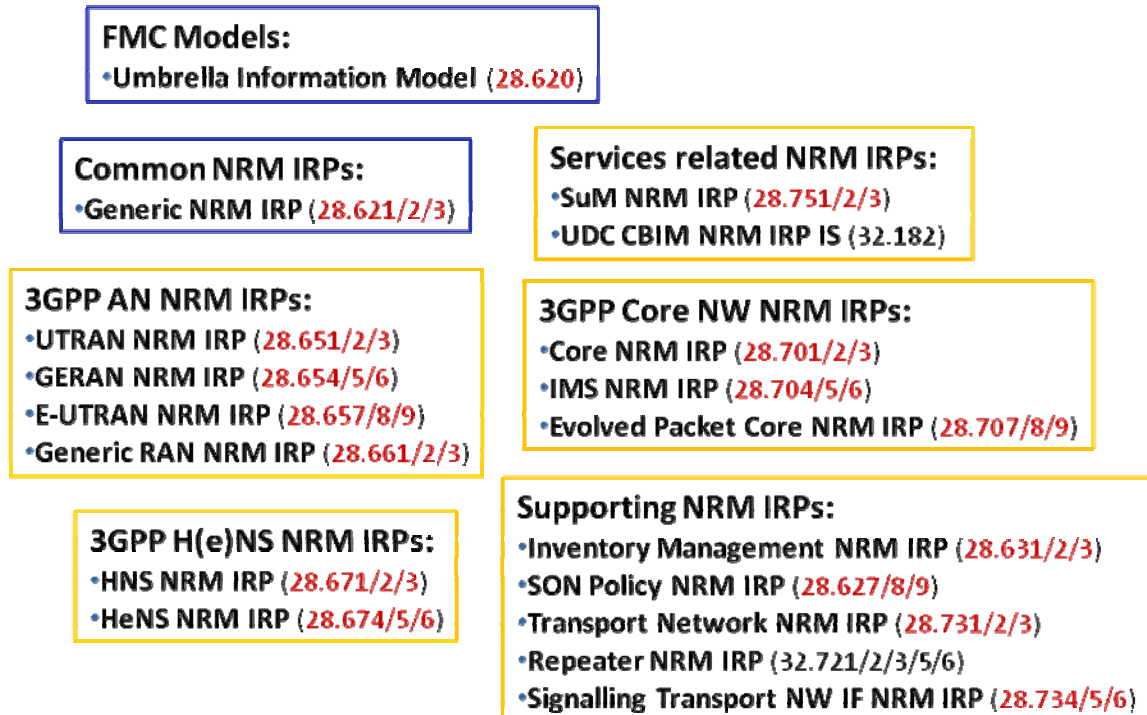 FMC Models:
•Umbrella Information Model (28.620)
Common NRM IRPs:
•Generic NRM IRP (28.621/2/3)
Services related NRM IRPs:
•SuM NRM IRP (28.751/2/3)
•UDC CBIM NRM IRP IS (32.182)
3GPP AN NRM IRPs:
•UTRAN NRM IRP (28.651/2/3)
•GERAN NRM IRP (28.654/5/6)
•E-UTRAN NRM IRP (28.657/8/9)
•Generic RAN NRM IRP (28.661/2/3)
3GPP Core NW NRM IRPs:
•Core NRM IRP (28.701/2/3)
•IMS NRM IRP (28.704/5/6)
•Evolved Packet Core NRM IRP (28.707/8/9)
3GPP H(e)NS NRM IRPs:
•HNS NRM IRP (28.671/2/3)
•HeNS NRM IRP (28.674/5/6)
Supporting NRM IRPs:
•Inventory Management NRM IRP (28.631/2/3)
•SON Policy NRM IRP (28.627/8/9)
•Transport Network NRM IRP (28.731/2/3)
•Repeater NRM IRP (32.721/2/3/5/6)
•Signalling Transport NW IF NRM IRP (28.734/5/6)